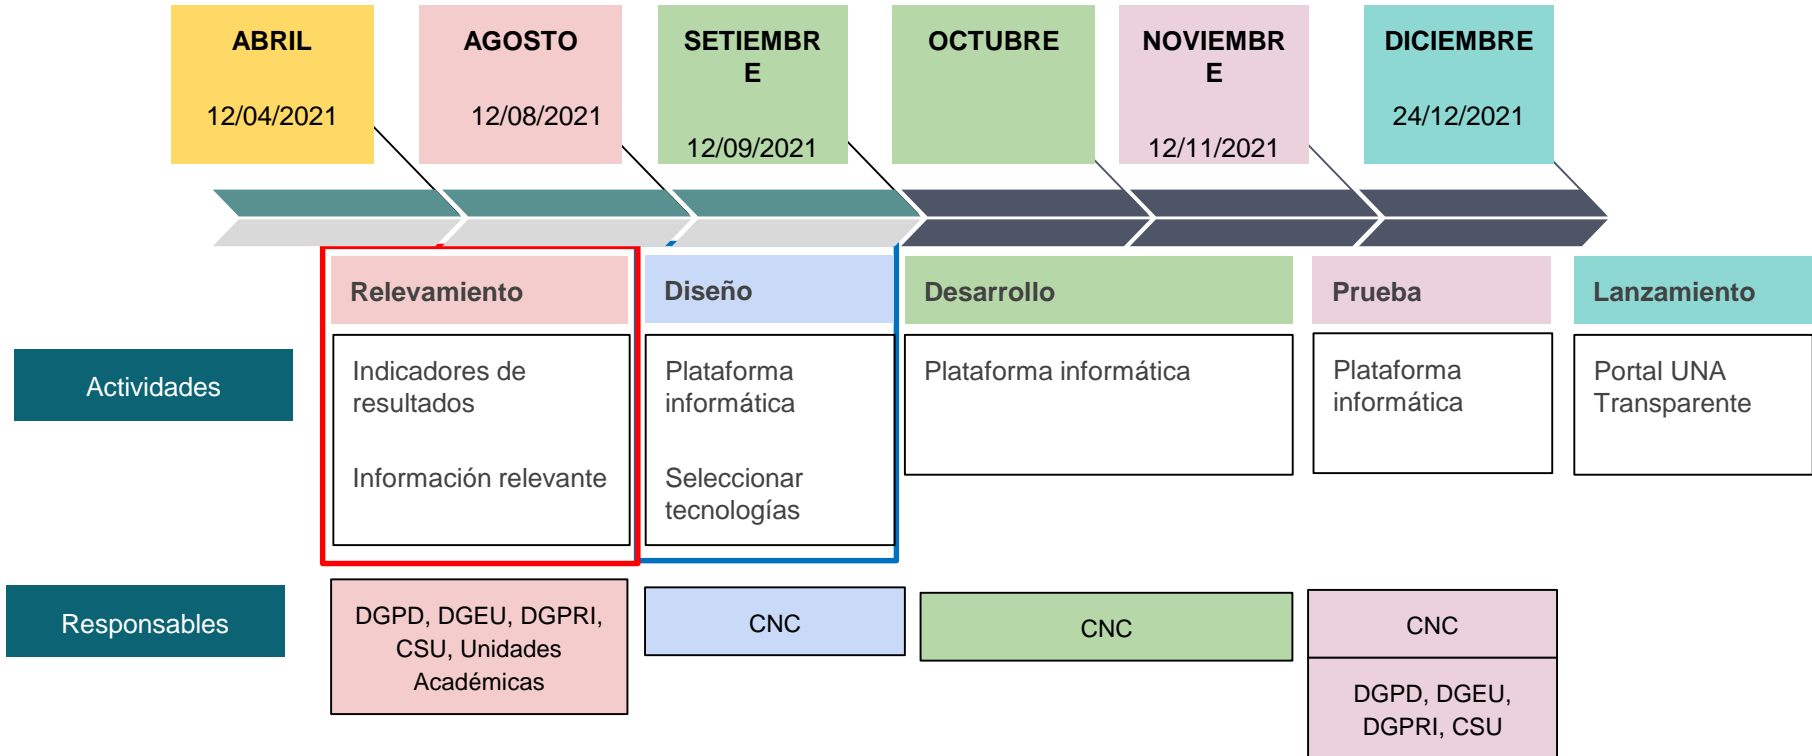 ABRIL
12/04/2021
AGOSTO
12/08/2021
SETIEMBR
E
12/09/2021
OCTUBRE
NOVIEMBR
E
12/11/2021
DICIEMBRE
24/12/2021
Relevamiento
Diseño
Desarrollo
Prueba
Lanzamiento
Actividades
Indicadores de
resultados
Información relevante
Plataforma
informática
Seleccionar
tecnologías
Plataforma informática
Plataforma
informática
Portal UNA
Transparente
Responsables
DGPD, DGEU, DGPRI,
CSU, Unidades
Académicas
CNC
CNC
CNC
DGPD, DGEU,
DGPRI, CSU